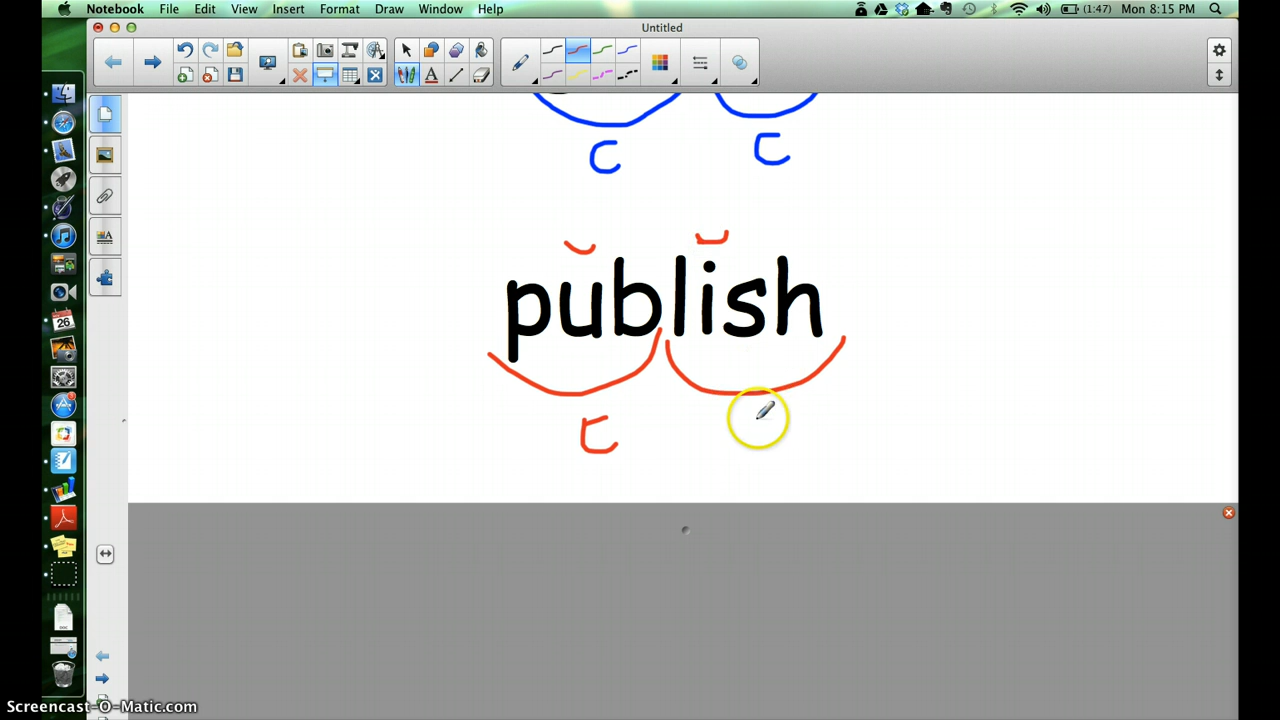 Notebook File Edit View Insert Format Draw Window Help (1:47) Mon 8:15 PM
Untitled
c c
publish
c
26
Screencast-O-Matic.com